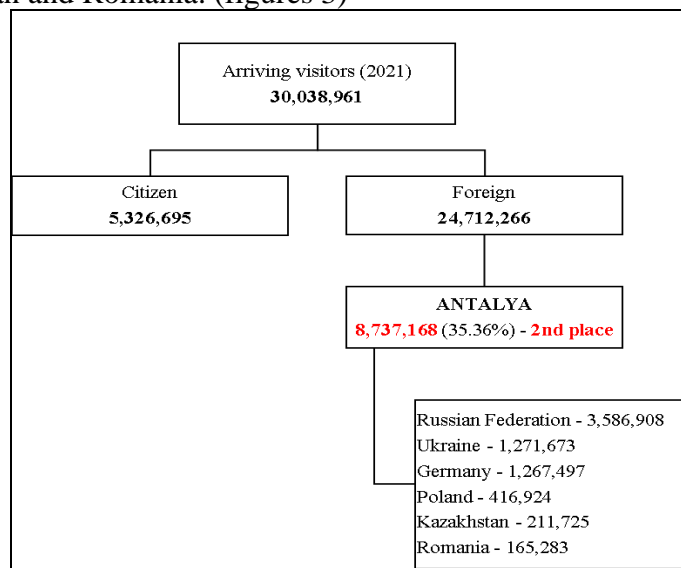 and Romania. (figures 3)
Arriving visitors (2021)
30,038,961
Citizen
5,326,695
Foreign
24,712,266
ANTALYA
8,737,168 (35.36%) - 2nd place
Russian Federation - 3,586,908
Ukraine - 1,271,673
Germany - 1,267,497
Poland - 416,924
Kazakhstan - 211,725
Romania - 165,283